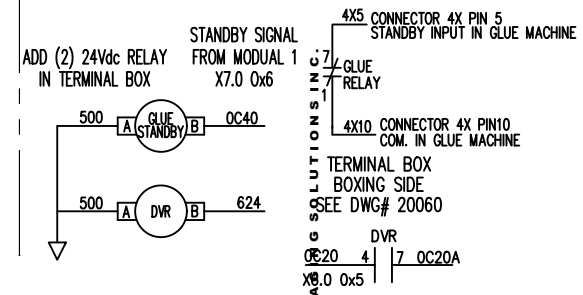 ADD (2) 24Vdc RELAY
IN TERMINAL BOX
STANDBY SIGNAL
FROM MODUAL 1
X7.0 0x6
500
A
GLUE
STANDBY
B
0C40
500
A
DVR
B
624
4X5
CONNECTOR 4X PIN 5
STANDBY INPUT IN GLUE MACHINE
7
GLUE
RELAY
1
4X10
CONNECTOR 4X PIN10
COM. IN GLUE MACHINE
TERMINAL BOX
BOXING SIDE
SEE DWG# 20060
DVR
0C20
4
7
0C20A
X6.0 0x5
SOLUTIONS INC.